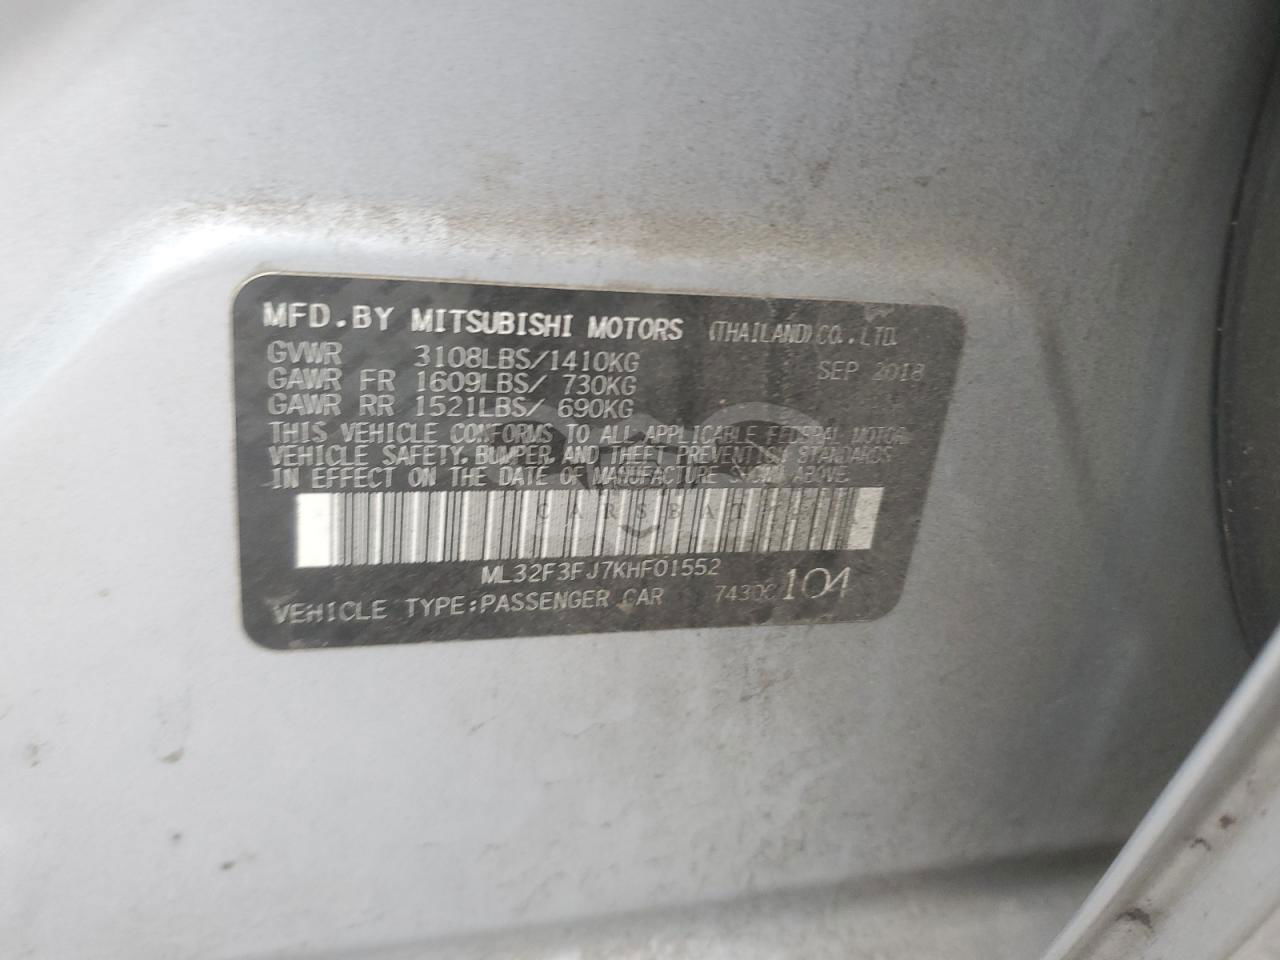 MFD.BY MITSUBISHI MOTORS (THAILAND) CO., LTD.
GVWR 3108LBS/1410KG SEP 2018
GAWR FR 1609LBS/ 730KG
GAWR RR 1521LBS/ 690KG
THIS VEHICLE CONFORMS TO ALL APPLICABLE FEDERAL MOTOR
VEHICLE SAFETY, BUMPER, AND THEFT PREVENTION STANDARDS
IN EFFECT ON THE DATE OF MANUFACTURE SHOWN ABOVE.
ML32F3FJ7KHF01552
VEHICLE TYPE:PASSENGER CAR 7430C 104